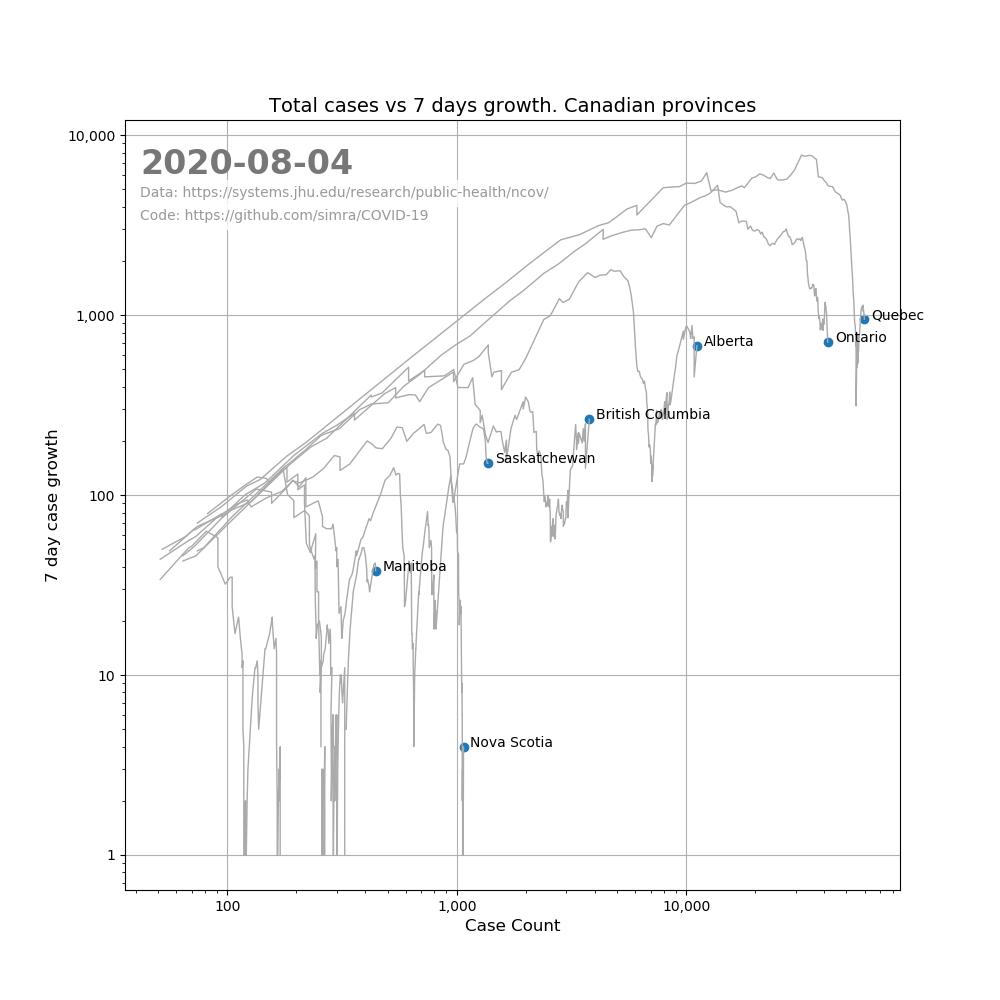 Total cases vs 7 days growth. Canadian provinces
10,000
2020-08-04
Data: https://systems.jhu.edu/research/public-health/ncov/
Code: https://github.com/simra/COVID-19
1,000
Quebec
Ontario
Alberta
British Columbia
Saskatchewan
100
7 day case growth
Manitoba
10
Nova Scotia
1
100
1,000
10,000
Case Count